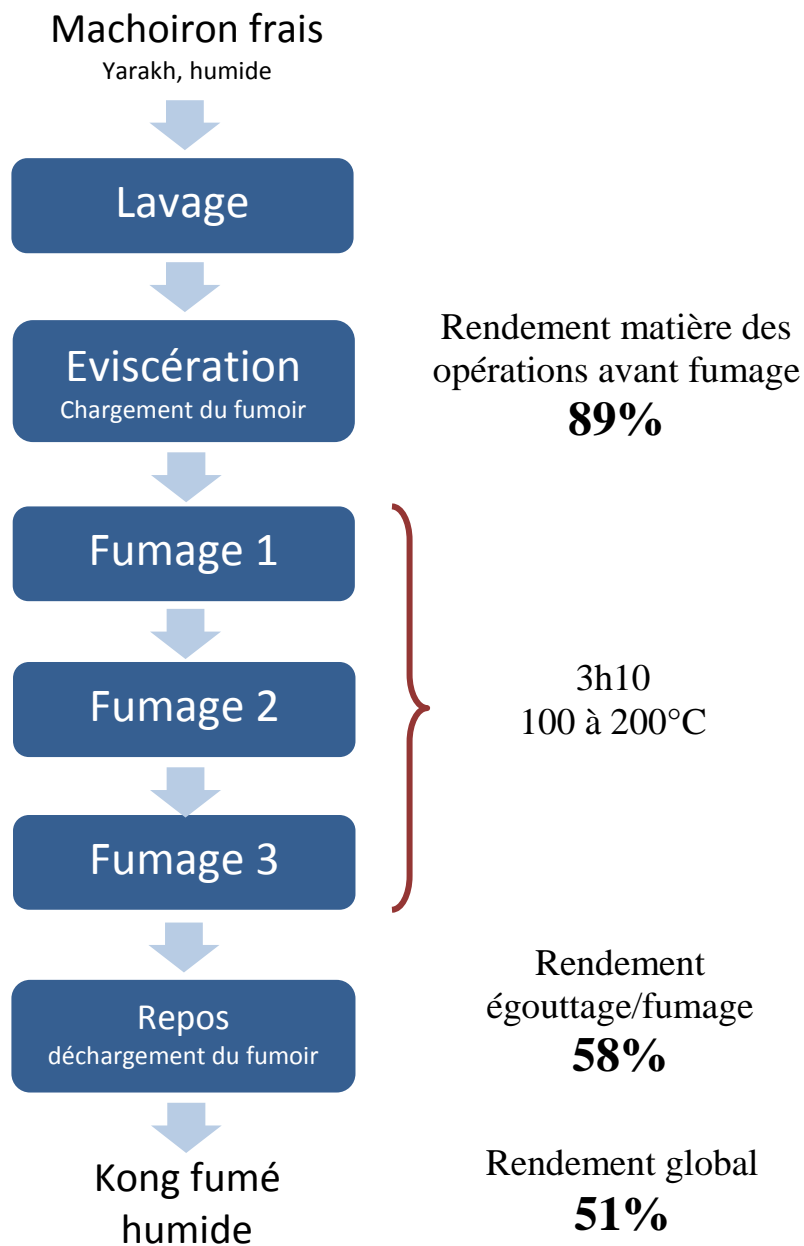 Machoiron frais
Yarakh, humide
Lavage
Eviscération
Chargement du fumoir
Rendement matière des
opérations avant fumage
89%
Fumage 1
Fumage 2
Fumage 3
3h10
100 à 200°C
Repos
déchargement du fumoir
Rendement
égouttage/fumage
58%
Kong fumé
humide
Rendement global
51%